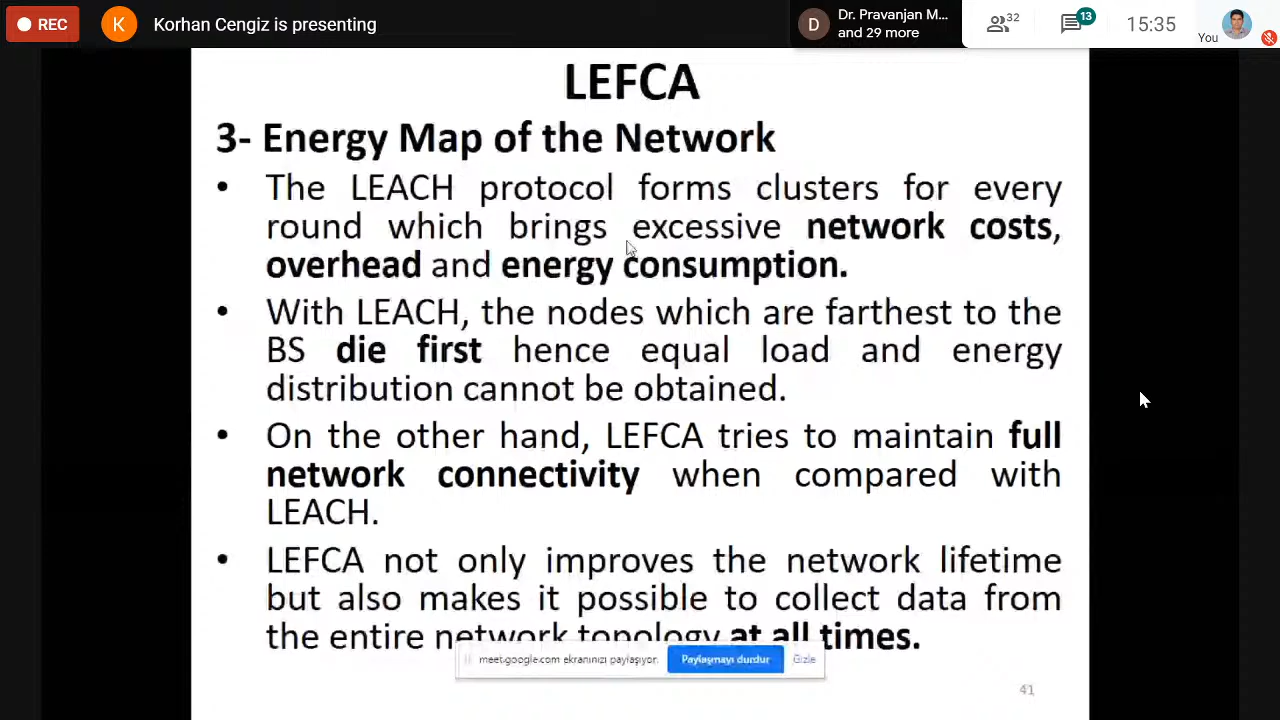 REC
K
Korhan Cengiz is presenting
D
Dr. Pravanjan M...
and 29 more
32
13
15:35
You
LEFCA
3- Energy Map of the Network
• The LEACH protocol forms clusters for every
round which brings excessive network costs,
overhead and energy consumption.
• With LEACH, the nodes which are farthest to the
BS die first hence equal load and energy
distribution cannot be obtained.
• On the other hand, LEFCA tries to maintain full
network connectivity when compared with
LEACH.
• LEFCA not only improves the network lifetime
but also makes it possible to collect data from
the entire network topology at all times.
meet.google.com ekranınızı paylaşıyor.
Paylaşmayı durdur
Gizle
41